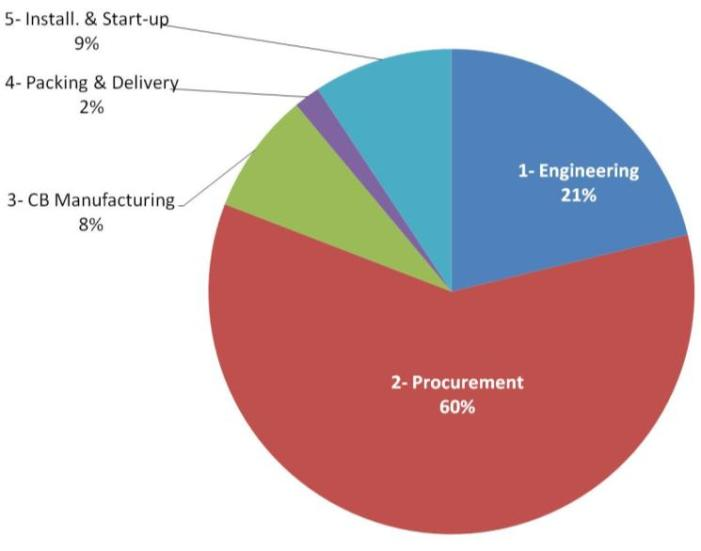 5- Install. & Start-up
9%
4- Packing & Delivery
2%
1- Engineering
21%
3- CB Manufacturing
8%
2- Procurement
60%